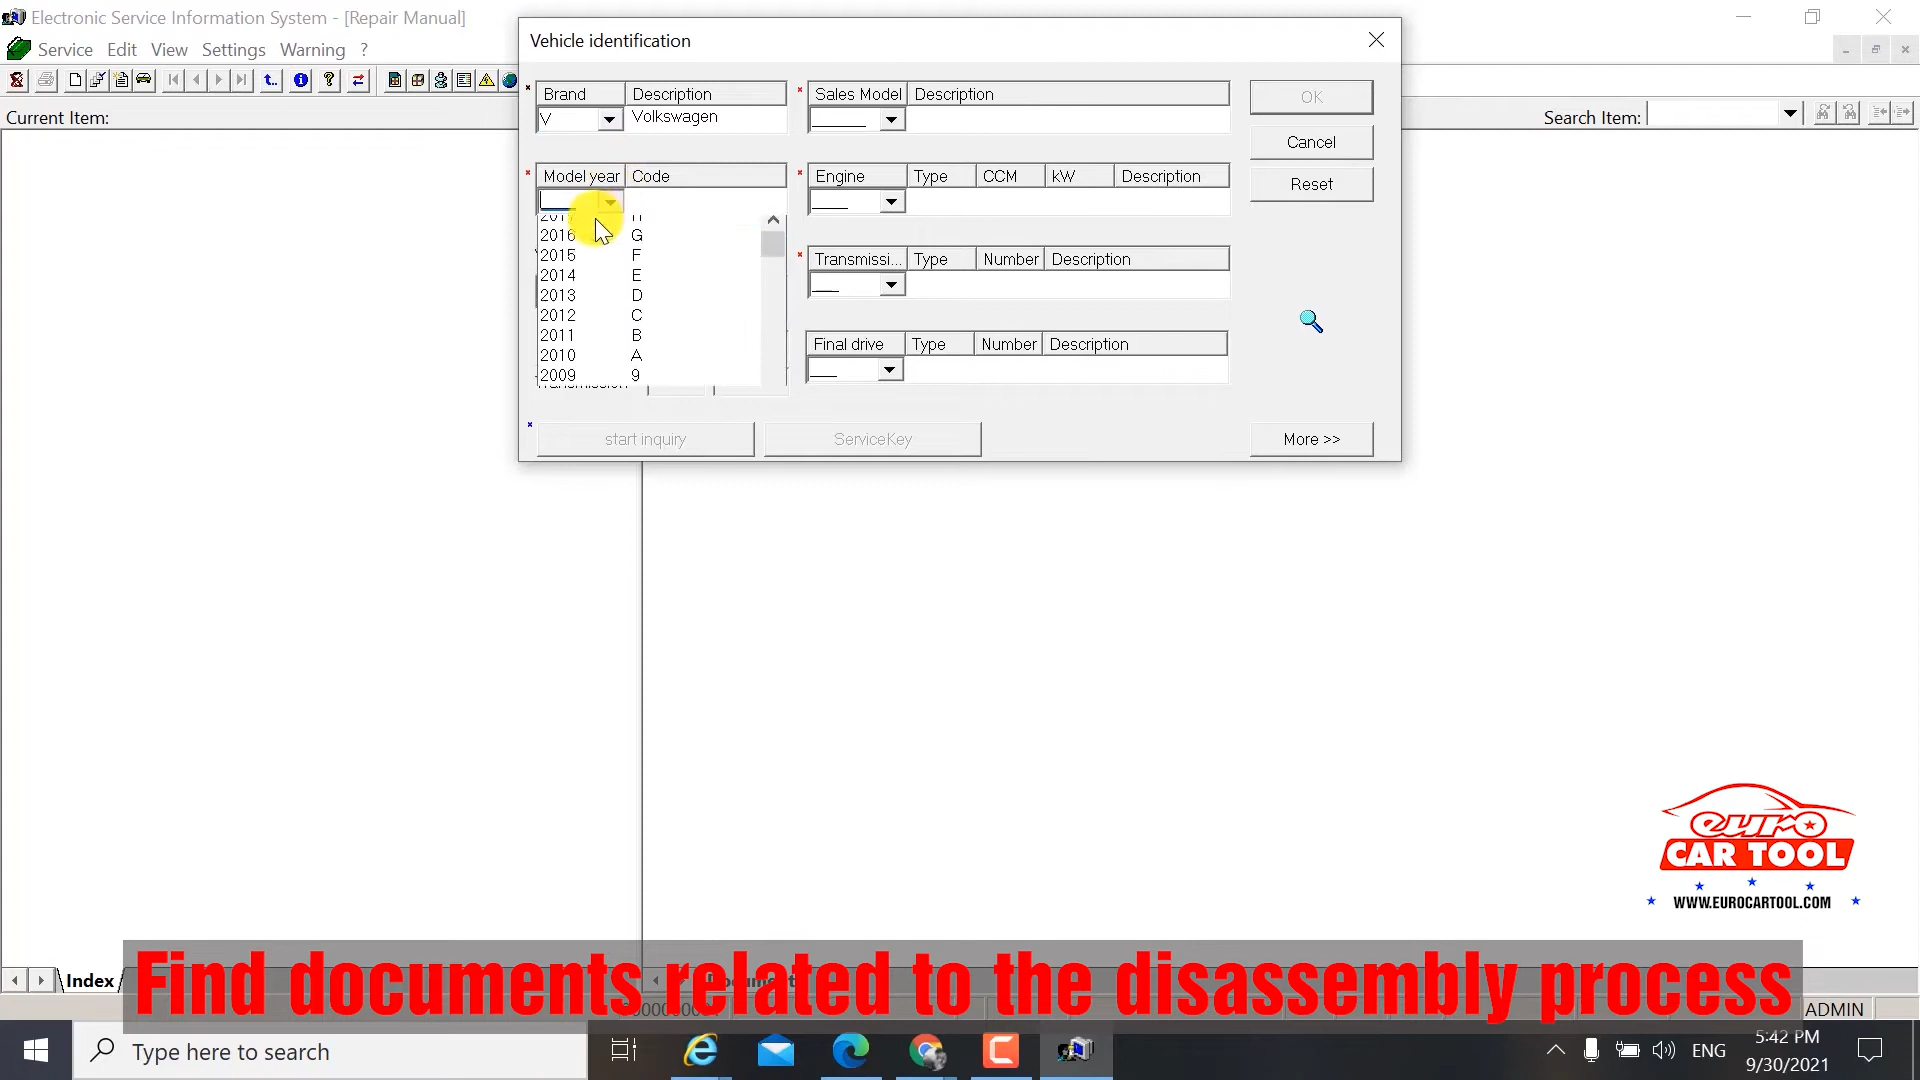 Electronic Service Information System - [Repair Manual]
Service Edit View Settings Warning ?
Current Item:
Search Item:
Vehicle identification
Brand Description
V Volkswagen
Sales Model Description
OK
Cancel
Reset
Model year Code
2016 G
2015 F
2014 E
2013 D
2012 C
2011 B
2010 A
2009 9
Engine Type CCM kW Description
Transmissi... Type Number Description
Final drive Type Number Description
start inquiry
ServiceKey
More >>
euro
CAR TOOL
WWW.EUROCARTOOL.COM
Index
Find documents related to the disassembly process
ADMIN
Type here to search
ENG
5:42 PM
9/30/2021